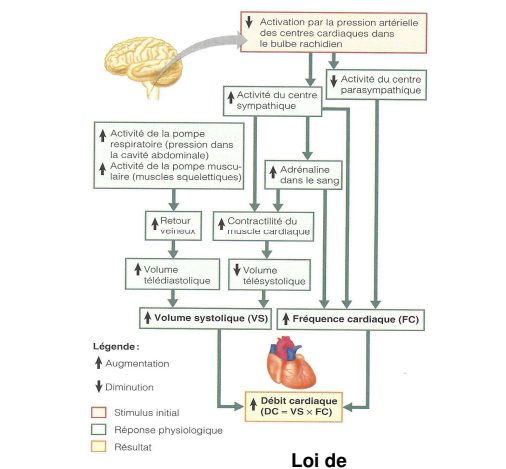 Activation par la pression artérielle
des centres cardiaques dans
le bulbe rachidien
Activité du centre
parasympathique
Activité du centre
sympathique
Activité de la pompe
respiratoire (pression dans
la cavité abdominale)
Activité de la pompe muscu-
laire (muscles squelettiques)
Adrénaline
dans le sang
Retour
veineux
Contractilité du
muscle cardiaque
Volume
télédiastolique
Volume
télésystolique
Volume systolique (VS)
Fréquence cardiaque (FC)
Légende :
Augmentation
Diminution
Stimulus initial
Réponse physiologique
Résultat
Débit cardiaque
(DC = VS × FC)
Loi de